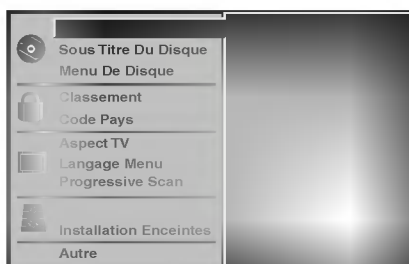 Sous Titre Du Disque
Menu De Disque
Classement
Code Pays
Aspect TV
Langage Menu
Progressive Scan
Installation Enceintes
Autre